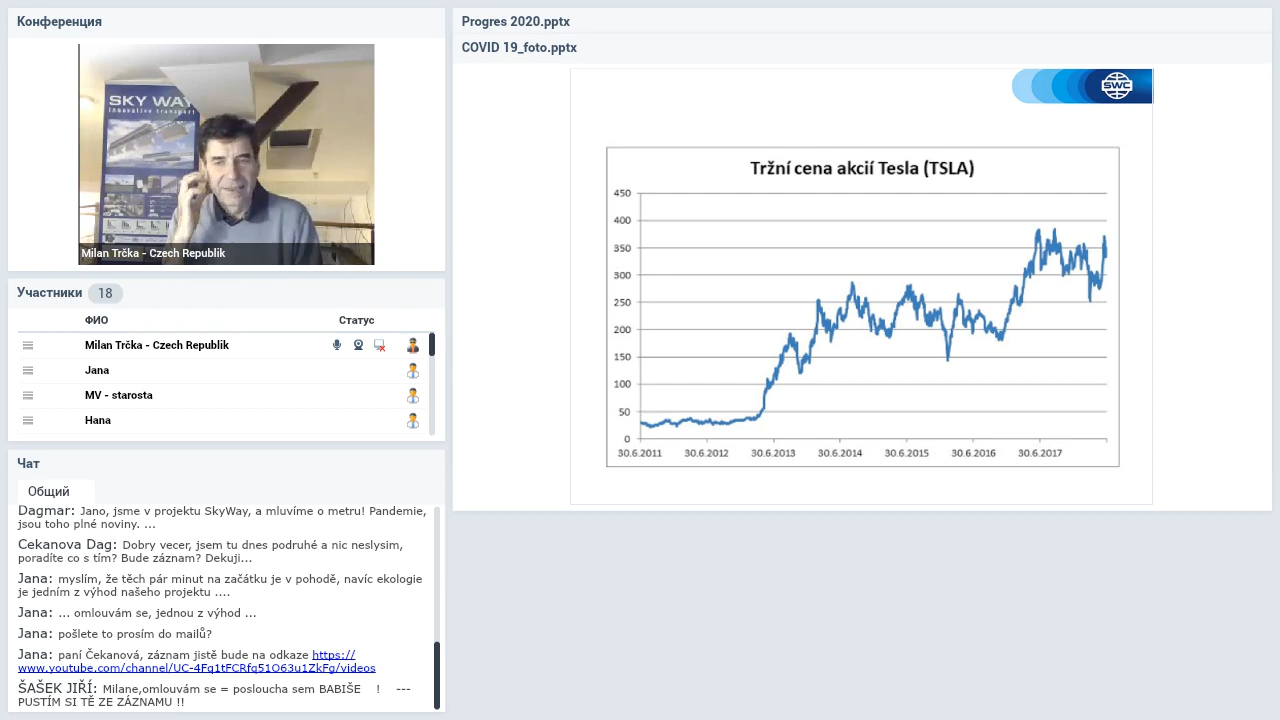 Конференция
SKY WAY
innovative transport
Milan Trčka - Czech Republik
Участники 18
ФИО Статус
Milan Trčka - Czech Republik
Jana
MV - starosta
Hana
Чат
Общий
Dagmar: Jano, jsme v projektu SkyWay, a mluvíme o metru! Pandemie,
jsou toho plné noviny. ...
Cekanova Dag: Dobry vecer, jsem tu dnes podruhé a nic neslysim,
poradíte co s tím? Bude záznam? Dekuji...
Jana: myslím, že těch pár minut na začátku je v pohodě, navíc ekologie
je jedním z výhod našeho projektu ....
Jana: ... omlouvám se, jednou z výhod ...
Jana: pošlete to prosím do mailů?
Jana: paní Čekanová, záznam jistě bude na odkaze https://
www.youtube.com/channel/UC-4Fq1tFCRfq51O63u1ZkFg/videos
ŠAŠEK JIŘÍ: Milane,omlouvám se = posloucha sem BABIŠE ! ---
PUSTÍM SI TĚ ZE ZÁZNAMU !!
Progres 2020.pptx
COVID 19_foto.pptx
SWC
Tržní cena akcií Tesla (TSLA)
450
400
350
300
250
200
150
100
50
0
30.6.2011 30.6.2012 30.6.2013 30.6.2014 30.6.2015 30.6.2016 30.6.2017